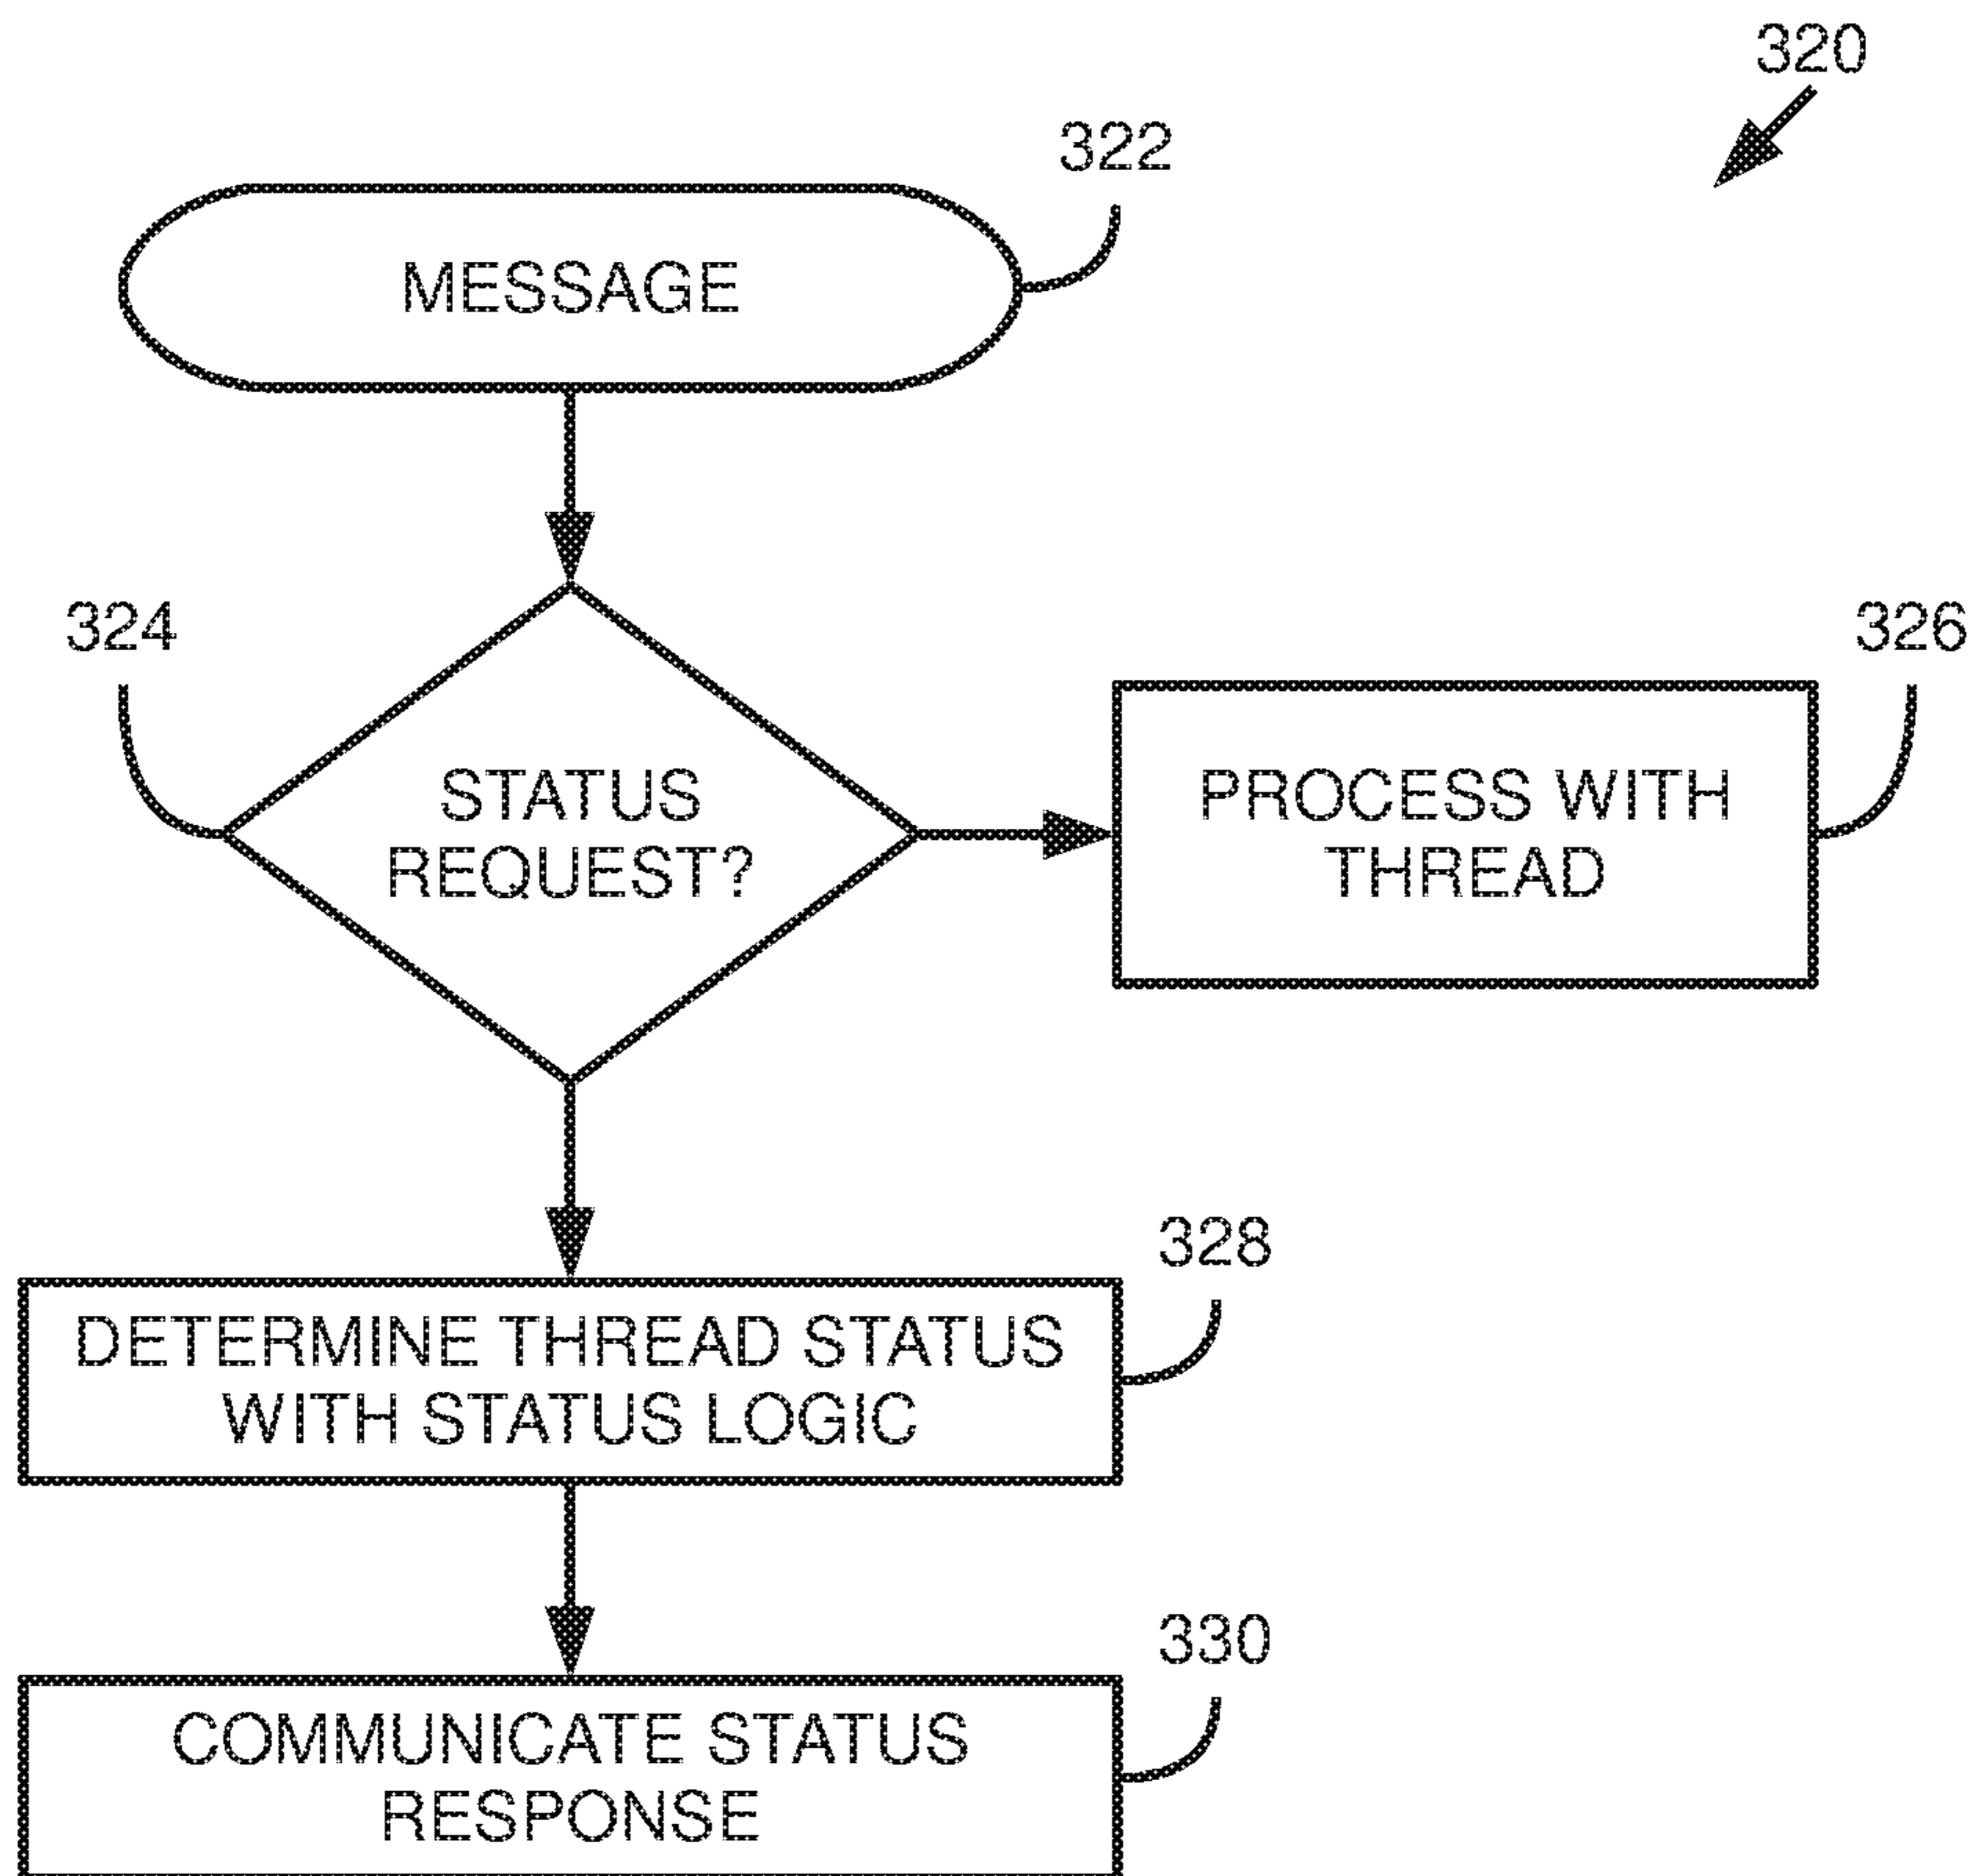 320
322
MESSAGE
324
326
STATUS
REQUEST?
PROCESS WITH
THREAD
328
DETERMINE THREAD STATUS
WITH STATUS LOGIC
330
COMMUNICATE STATUS
RESPONSE